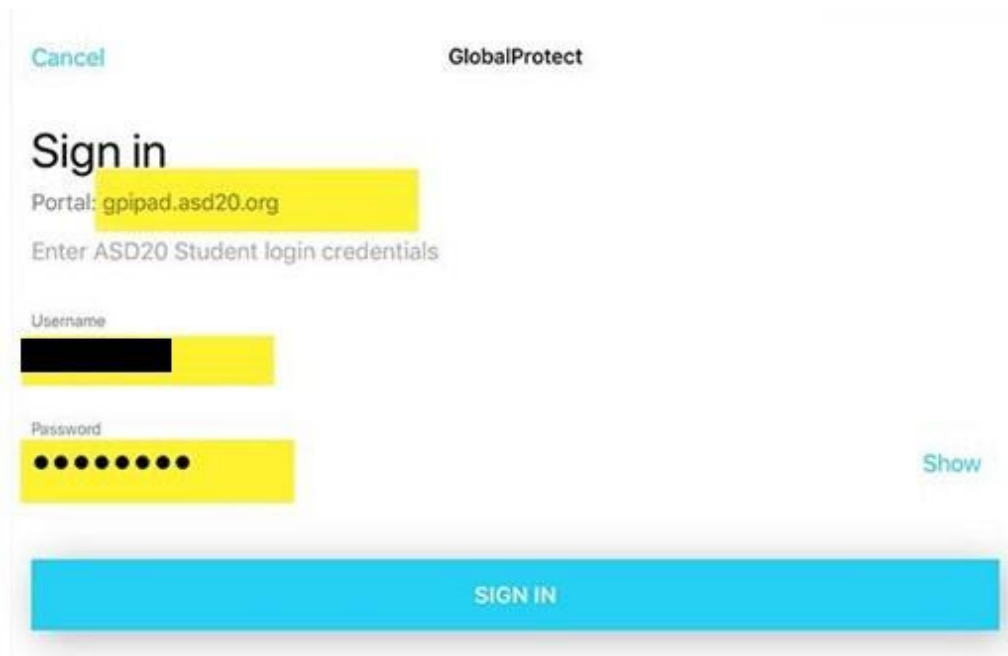 Cancel GlobalProtect
Sign in
Portal: gpipad.asd20.org
Enter ASD20 Student login credentials
Username
Password
●●●●●●●●
Show
SIGN IN